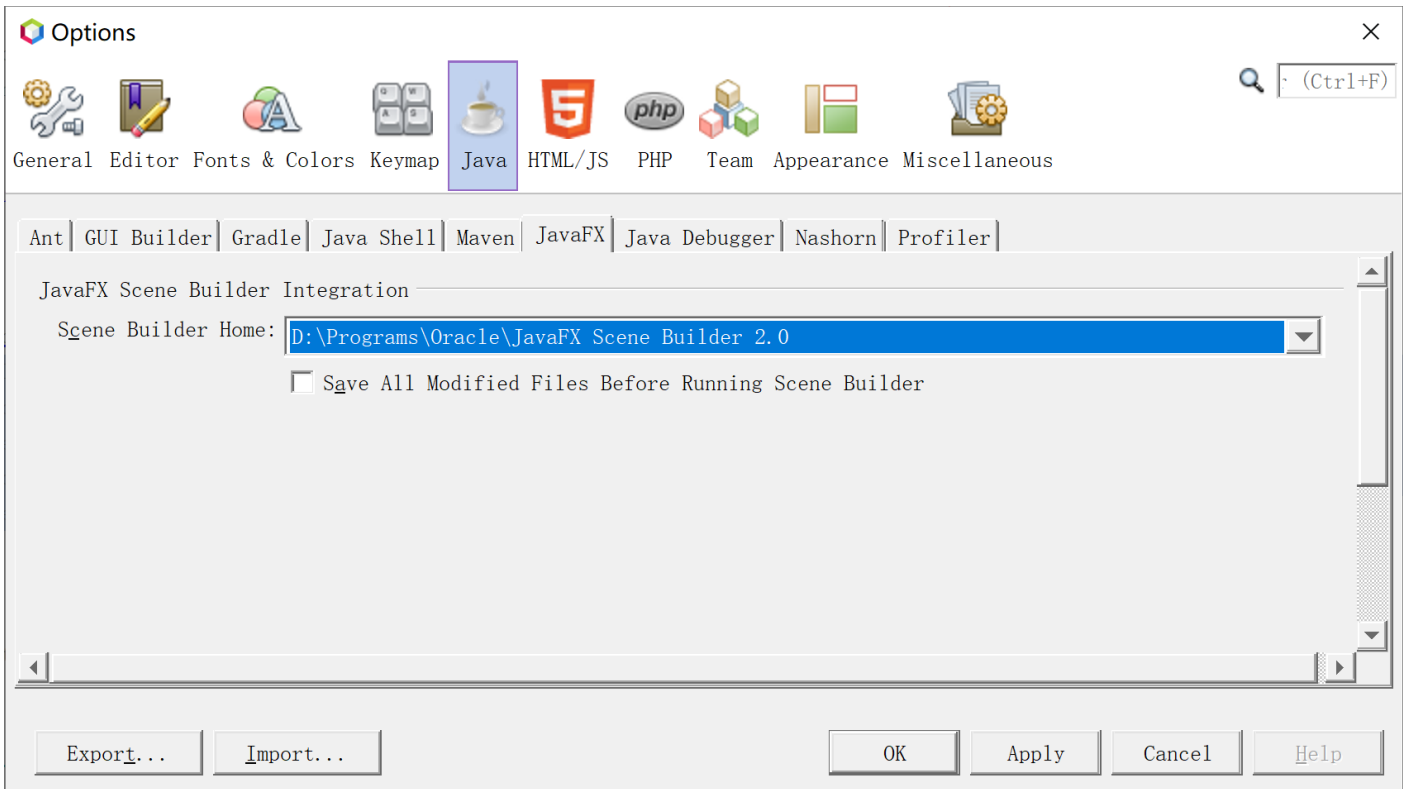 Options
(Ctrl+F)
General Editor Fonts & Colors Keymap Java HTML/JS PHP Team Appearance Miscellaneous
php
Ant GUI Builder Gradle Java Shell Maven JavaFX Java Debugger Nashorn Profiler
JavaFX Scene Builder Integration
Scene Builder Home: D:\Programs\Oracle\JavaFX Scene Builder 2.0
Save All Modified Files Before Running Scene Builder
Export... Import... OK Apply Cancel Help